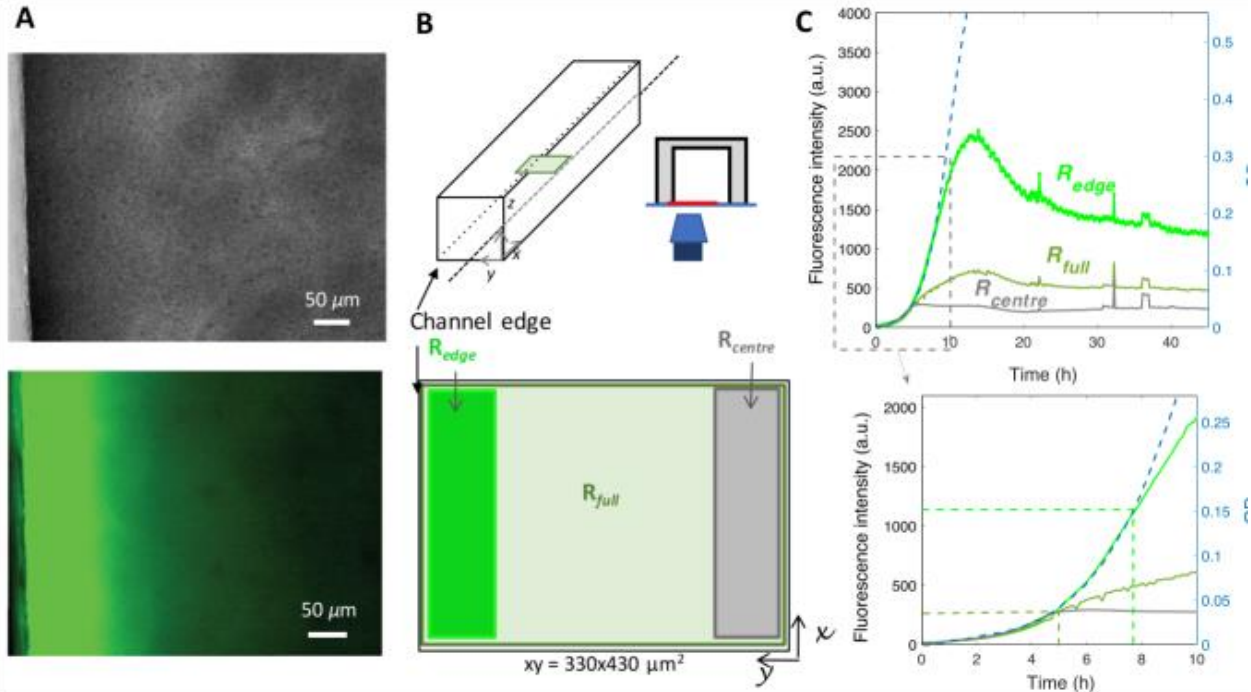 A
50 μm
50 μm
B
z
x
y
Channel edge
R_edge
R_centre
R_full
xy = 330x430 μm²
x
y
C
Fluorescence intensity (a.u.)
4000
3500
3000
2500
2000
1500
1000
500
0
0.5
0.4
0.3
0.2
0.1
0
R_edge
R_full
R_centre
0 10 20 30 40
Time (h)
Fluorescence intensity (a.u.)
2000
1500
1000
500
0
0.25
0.2
0.15
0.1
0.05
0
0 2 4 6 8 10
Time (h)